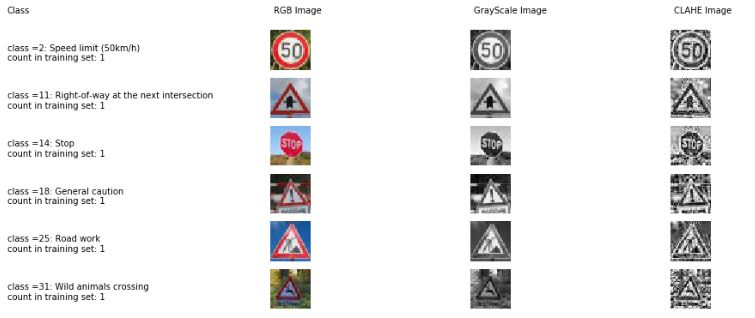 Class RGB Image GrayScale Image CLAHE Image
class =2: Speed limit (50km/h)
count in training set: 1
50 50 50
class =11: Right-of-way at the next intersection
count in training set: 1
class =14: Stop
count in training set: 1
STOP STOP STOP
class =18: General caution
count in training set: 1
class =25: Road work
count in training set: 1
class =31: Wild animals crossing
count in training set: 1